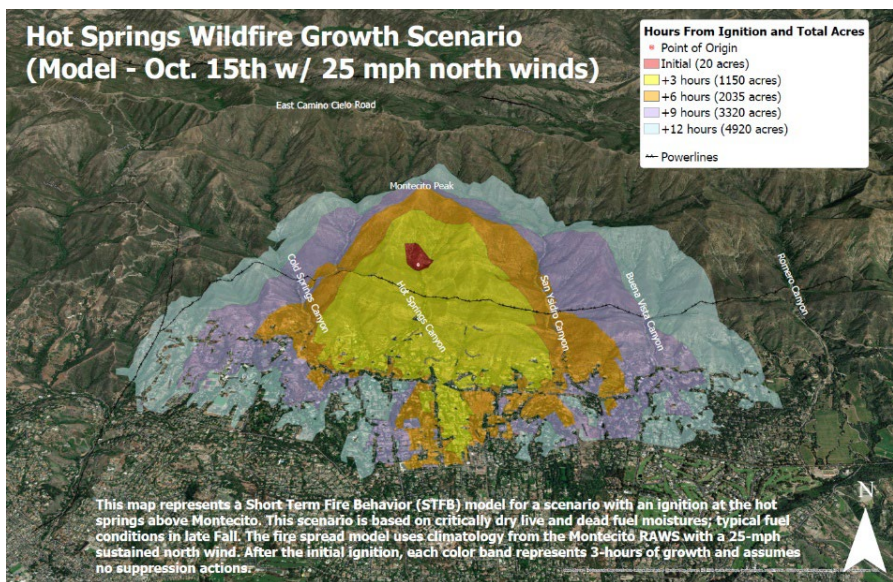 Hot Springs Wildfire Growth Scenario
(Model - Oct. 15th w/ 25 mph north winds)
Hours From Ignition and Total Acres
Point of Origin
Initial (20 acres)
+3 hours (1150 acres)
+6 hours (2035 acres)
+9 hours (3320 acres)
+12 hours (4920 acres)
Powerlines
East Camino Cielo Road
Montecito Peak
Cold Springs Canyon
Hot Springs Canyon
San Ysidro Canyon
Buena Vista Canyon
Romero Canyon
N
This map represents a Short Term Fire Behavior (STFB) model for a scenario with an ignition at the hot
springs above Montecito. This scenario is based on critically dry live and dead fuel moistures; typical fuel
conditions in late Fall. The fire spread model uses climatology from the Montecito RAWS with a 25-mph
sustained north wind. After the initial ignition, each color band represents 3-hours of growth and assumes
no suppression actions.